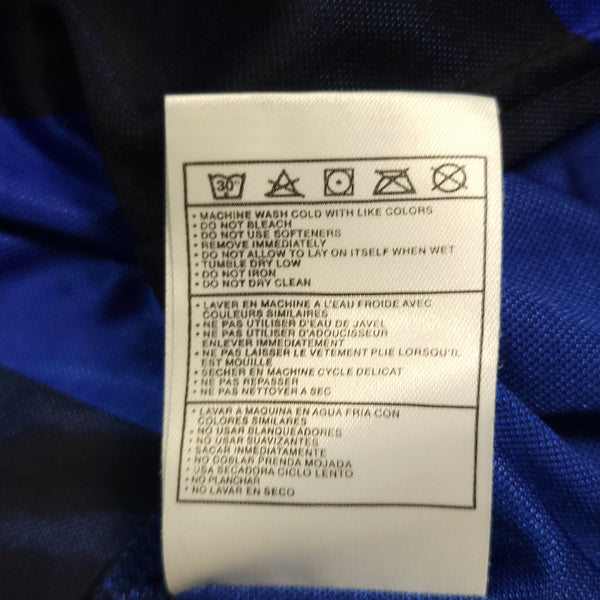 30°
• MACHINE WASH COLD WITH LIKE COLORS
• DO NOT BLEACH
• DO NOT USE SOFTENERS
• REMOVE IMMEDIATELY
• DO NOT ALLOW TO LAY ON ITSELF WHEN WET
• TUMBLE DRY LOW
• DO NOT IRON
• DO NOT DRY CLEAN
• LAVER EN MACHINE A L'EAU FROIDE AVEC
COULEURS SIMILAIRES
• NE PAS UTILISER D'EAU DE JAVEL
• NE PAS UTILISER D'ADOUCISSEUR
ENLEVER IMMEDIATEMENT
• NE PAS LAISSER LE VETEMENT PLIE LORSQU'IL
EST MOUILLE
• SECHER EN MACHINE CYCLE DELICAT
• NE PAS REPASSER
• NE PAS NETTOYER A SEC
• LAVAR A MAQUINA EN AGUA FRIA CON
COLORES SIMILARES
• NO USAR BLANQUEADORES
• NO USAR SUAVIZANTES
• SACAR INMEDIATAMENTE
• NO DOBLAR PRENDA MOJADA
• USA SECADORA CICLO LENTO
• NO PLANCHAR
• NO LAVAR EN SECO